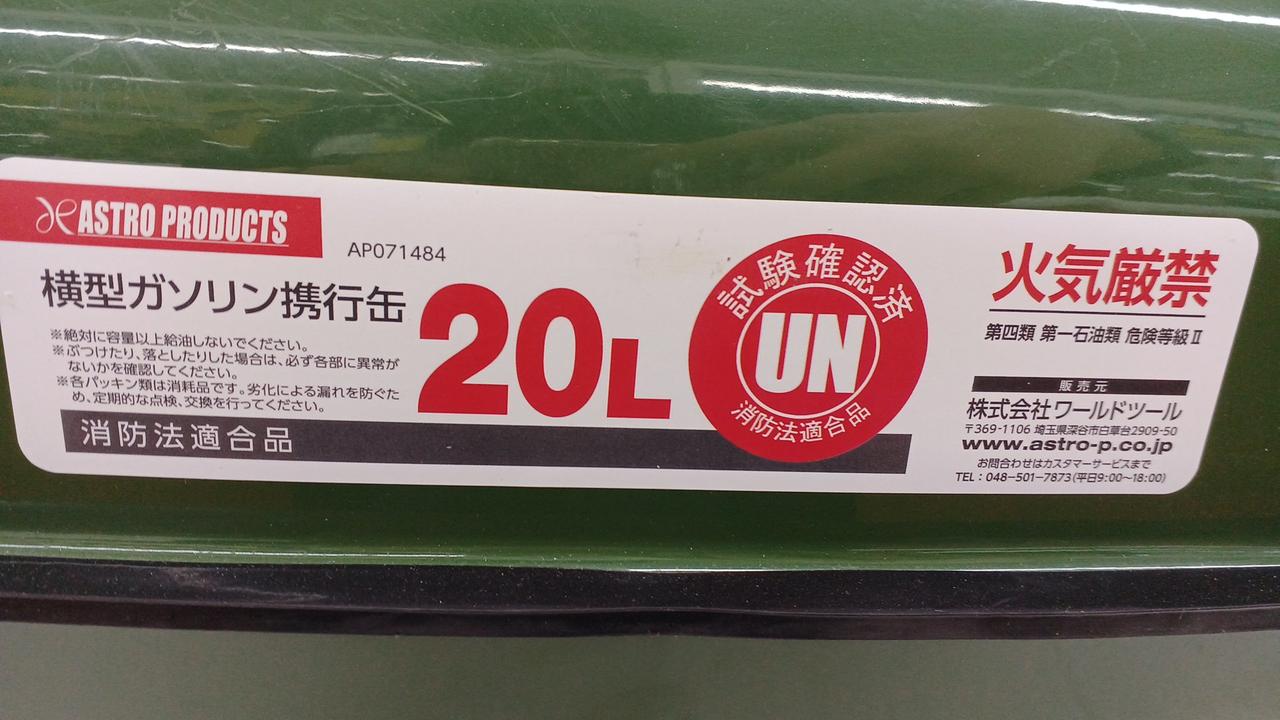 ASTRO PRODUCTS
AP071484
横型ガソリン携行缶
20L
※絶対に容量以上給油しないでください。
※ぶつけたり、落としたりした場合は、必ず各部に異常が
ないかを確認してください。
※各パッキン類は消耗品です。劣化による漏れを防ぐた
め、定期的な点検、交換を行ってください。
消防法適合品
試験確認済
UN
消防法適合品
火気厳禁
第四類 第一石油類 危険等級Ⅱ
販売元
株式会社ワールドツール
〒369-1106 埼玉県深谷市白草台2909-50
www.astro-p.co.jp
お問合わせはカスタマーサービスまで
TEL：048-501-7873(平日9:00〜18:00)